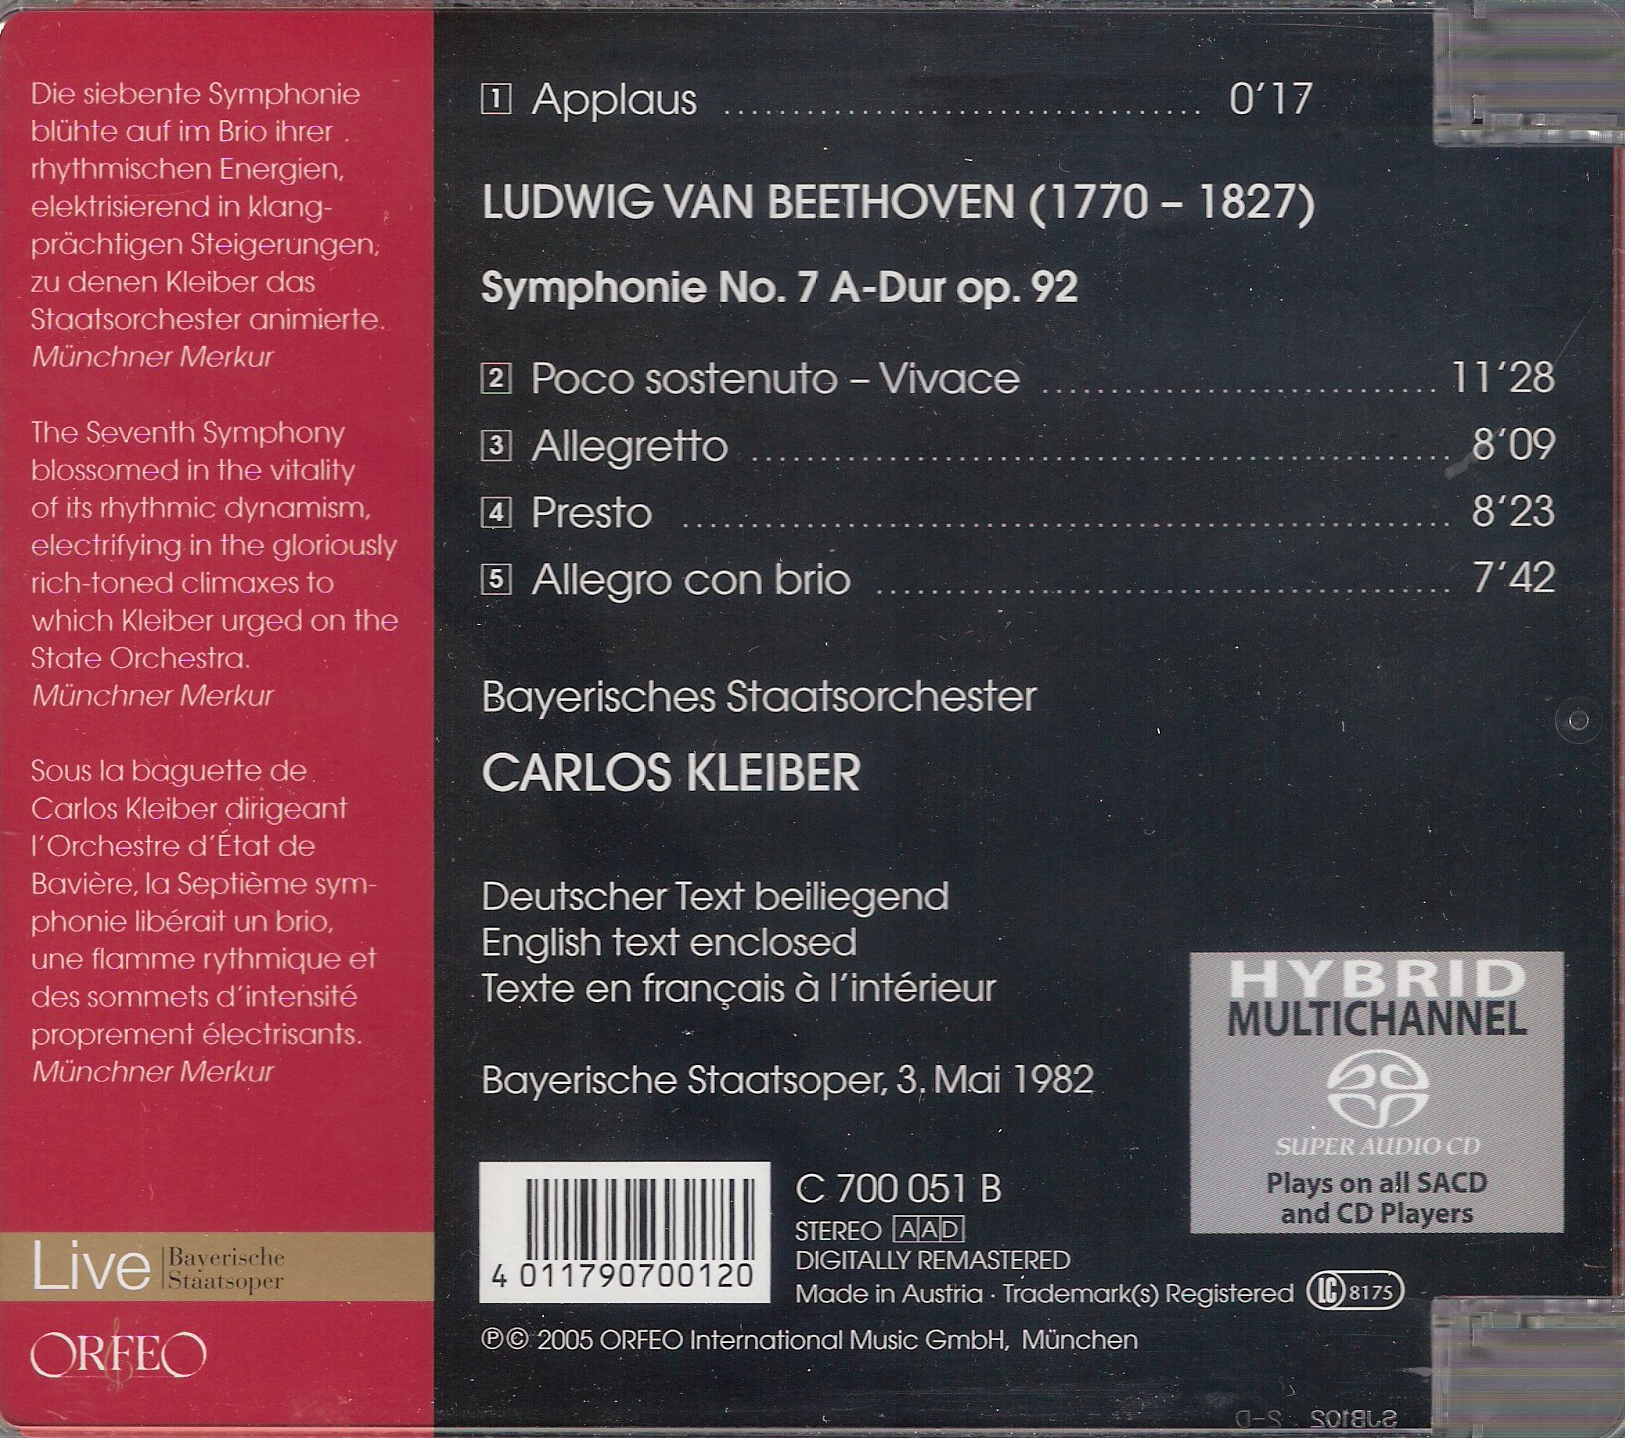 Die siebente Symphonie
blühte auf im Brio ihrer
rhythmischen Energien,
elektrisierend in klang-
prächtigen Steigerungen,
zu denen Kleiber das
Staatsorchester animierte.
Münchner Merkur
The Seventh Symphony
blossomed in the vitality
of its rhythmic dynamism,
electrifying in the gloriously
rich-toned climaxes to
which Kleiber urged on the
State Orchestra.
Münchner Merkur
Sous la baguette de
Carlos Kleiber dirigeant
l'Orchestre d'État de
Bavière, la Septième sym-
phonie libérait un brio,
une flamme rythmique et
des sommets d'intensité
proprement électrisants.
Münchner Merkur
Live Bayerische
Staatsoper
ORFEO
1 Applaus 0'17
LUDWIG VAN BEETHOVEN (1770 – 1827)
Symphonie No. 7 A-Dur op. 92
2 Poco sostenuto – Vivace 11'28
3 Allegretto 8'09
4 Presto 8'23
5 Allegro con brio 7'42
Bayerisches Staatsorchester
CARLOS KLEIBER
Deutscher Text beiliegend
English text enclosed
Texte en français à l'intérieur
Bayerische Staatsoper, 3. Mai 1982
HYBRID
MULTICHANNEL
SUPER AUDIO CD
Plays on all SACD
and CD Players
4 011790 700120
C 700 051 B
STEREO AAD
DIGITALLY REMASTERED
Made in Austria · Trademark(s) Registered LC 8175
℗© 2005 ORFEO International Music GmbH, München
SJB102 2-D